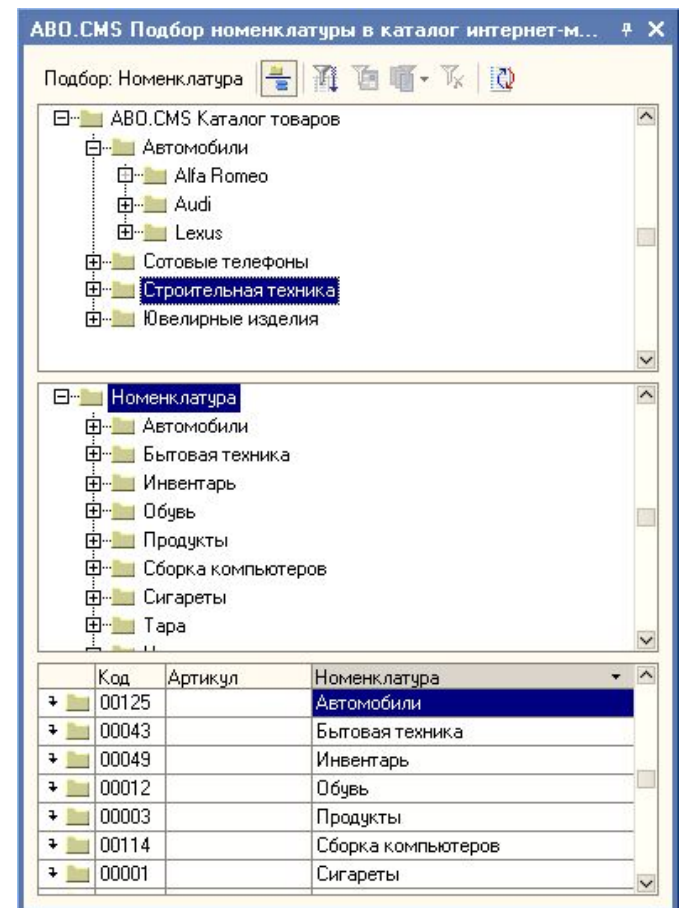 АВО.CMS Подбор номенклатуры в каталог интернет-м...
Подбор: Номенклатура
АВО.CMS Каталог товаров
Автомобили
Alfa Romeo
Audi
Lexus
Сотовые телефоны
Строительная техника
Ювелирные изделия
Номенклатура
Автомобили
Бытовая техника
Инвентарь
Обувь
Продукты
Сборка компьютеров
Сигареты
Тара
Код Артикул Номенклатура
00125 Автомобили
00043 Бытовая техника
00049 Инвентарь
00012 Обувь
00003 Продукты
00114 Сборка компьютеров
00001 Сигареты